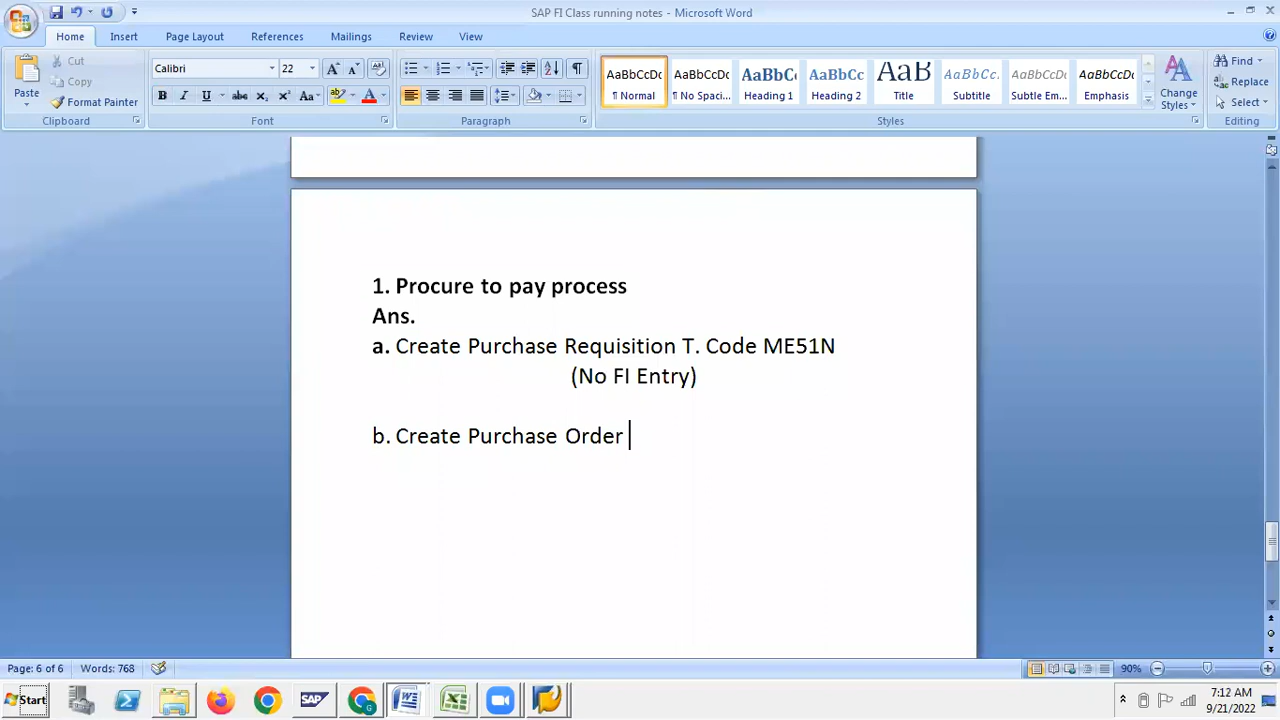 SAP FI Class running notes - Microsoft Word
Home Insert Page Layout References Mailings Review View
Paste Cut Copy Format Painter
Calibri 22
AaBbCcDc AaBbCcDc AaBbCc AaBbCc AaB AaBbCc. AaBbCcDc AaBbCcDc
¶ Normal ¶ No Spaci... Heading 1 Heading 2 Title Subtitle Subtle Em... Emphasis
Change Styles
Find Replace Select
Clipboard Font Paragraph Styles Editing
1. Procure to pay process
Ans.
a. Create Purchase Requisition T. Code ME51N
(No FI Entry)
b. Create Purchase Order
Page: 6 of 6 Words: 768 90%
Start SAP 7:12 AM
9/21/2022